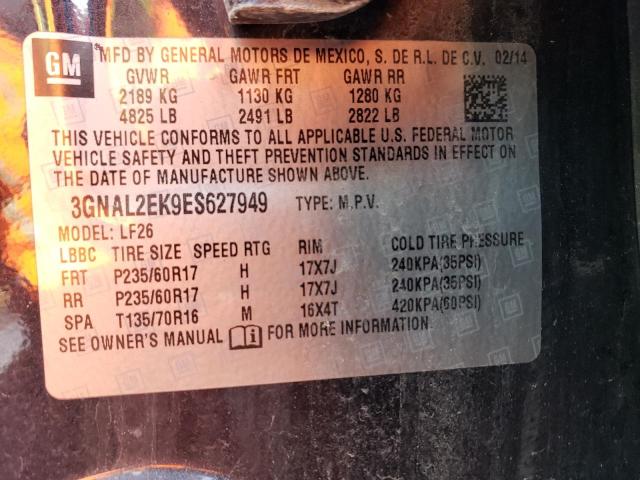 GM MFD BY GENERAL MOTORS DE MEXICO, S. DE R.L. DE C.V. 02/14
GVWR GAWR FRT GAWR RR
2189 KG 1130 KG 1280 KG
4825 LB 2491 LB 2822 LB
THIS VEHICLE CONFORMS TO ALL APPLICABLE U.S. FEDERAL MOTOR
VEHICLE SAFETY AND THEFT PREVENTION STANDARDS IN EFFECT
ON THE DATE OF MANUFACTURE SHOWN ABOVE.
3GNAL2EK9ES627949 TYPE: M.P.V.
MODEL: LF26
LBBC TIRE SIZE SPEED RTG RIM COLD TIRE PRESSURE
FRT P235/60R17 H 17X7J 240KPA(35PSI)
RR P235/60R17 H 17X7J 240KPA(35PSI)
SPA T135/70R16 M 16X4T 420KPA(60PSI)
SEE OWNER'S MANUAL FOR MORE INFORMATION.